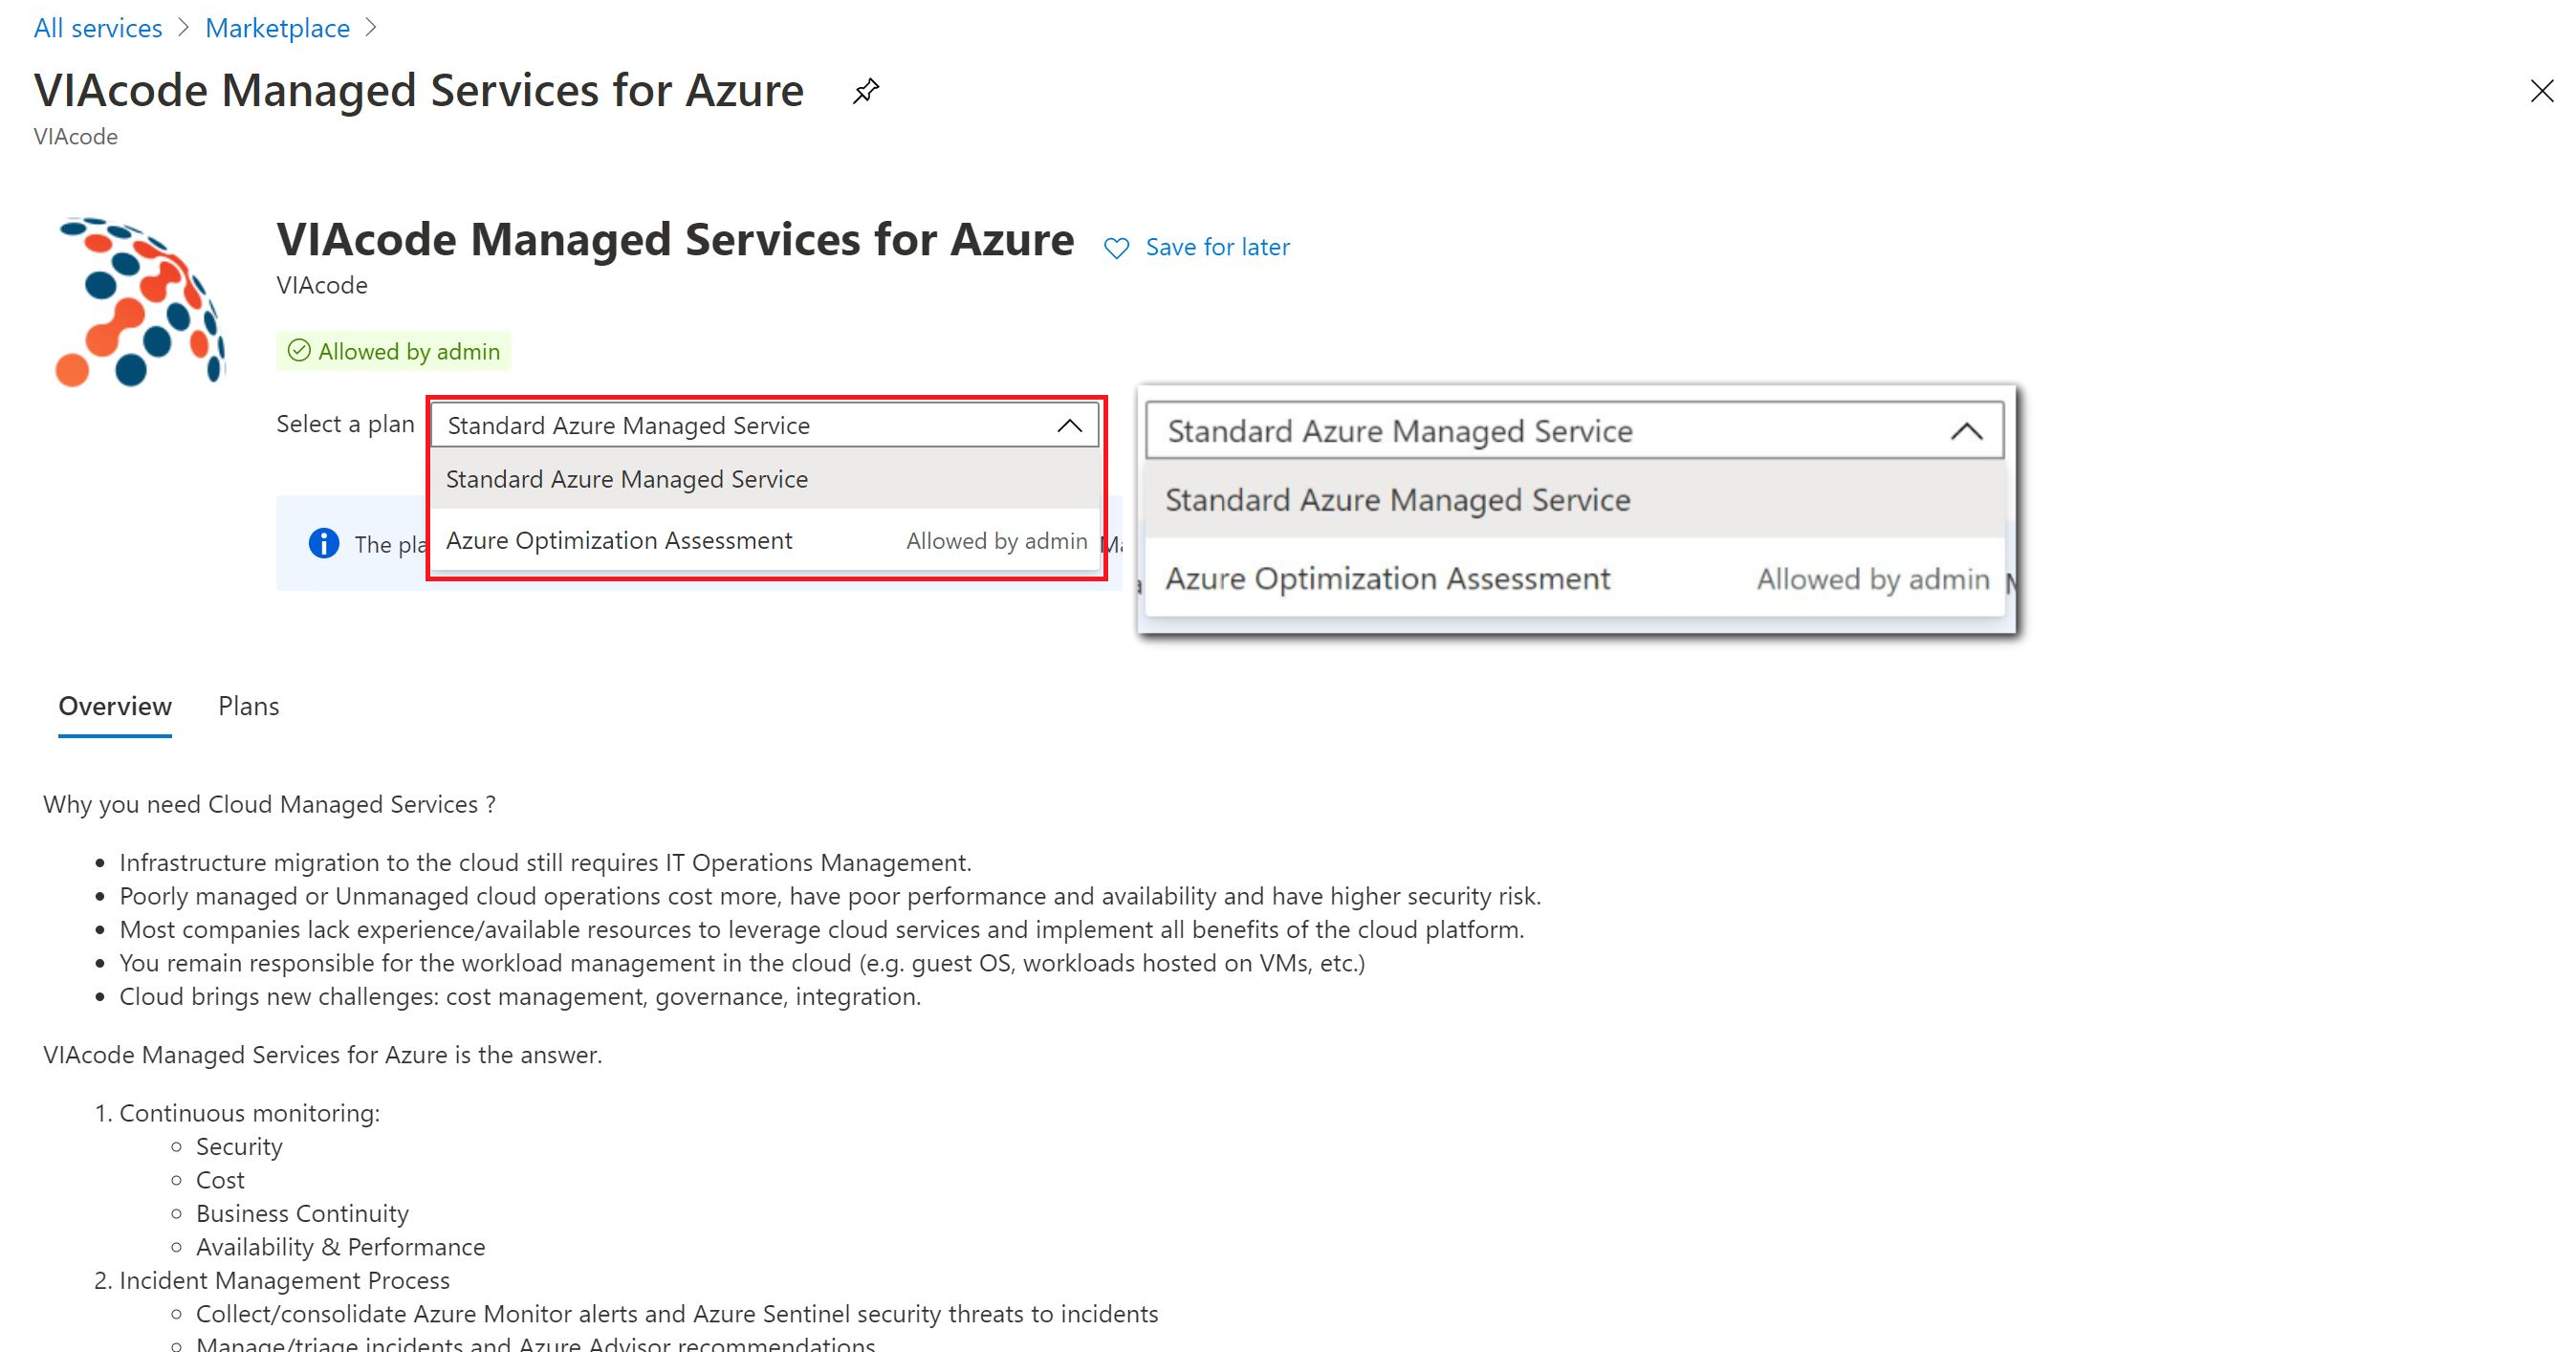 All services > Marketplace >
VIAcode Managed Services for Azure
VIAcode
VIAcode Managed Services for Azure
Save for later
VIAcode
Allowed by admin
Select a plan
Standard Azure Managed Service
Standard Azure Managed Service
Azure Optimization Assessment Allowed by admin
The
Standard Azure Managed Service
Standard Azure Managed Service
Azure Optimization Assessment Allowed by admin
Overview Plans
Why you need Cloud Managed Services ?
• Infrastructure migration to the cloud still requires IT Operations Management.
• Poorly managed or Unmanaged cloud operations cost more, have poor performance and availability and have higher security risk.
• Most companies lack experience/available resources to leverage cloud services and implement all benefits of the cloud platform.
• You remain responsible for the workload management in the cloud (e.g. guest OS, workloads hosted on VMs, etc.)
• Cloud brings new challenges: cost management, governance, integration.
VIAcode Managed Services for Azure is the answer.
1. Continuous monitoring:
◦ Security
◦ Cost
◦ Business Continuity
◦ Availability & Performance
2. Incident Management Process
◦ Collect/consolidate Azure Monitor alerts and Azure Sentinel security threats to incidents
◦ Manage/triage incidents and Azure Advisor recommendations